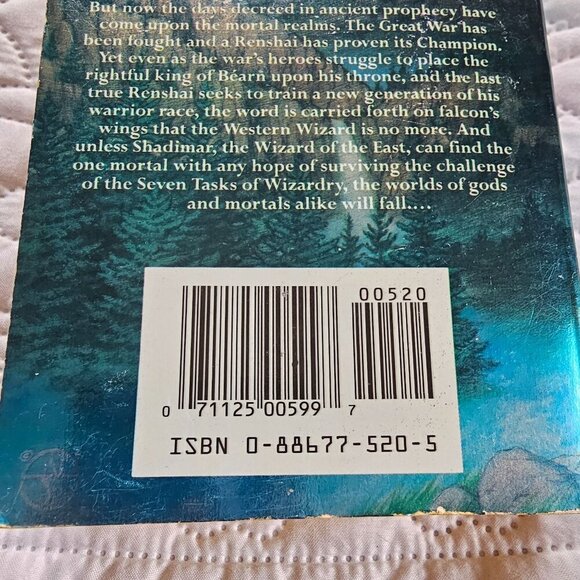 But now the days decreed in ancient prophecy have
come upon the mortal realms. The Great War has
been fought and a Renshai has proven its Champion.
Yet even as the war's heroes struggle to place the
rightful king of Béarn upon his throne, and the last
true Renshai seeks to train a new generation of his
warrior race, the word is carried forth on falcon's
wings that the Western Wizard is no more. And
unless Shadimar, the Wizard of the East, can find the
one mortal with any hope of surviving the challenge
of the Seven Tasks of Wizardry, the worlds of gods
and mortals alike will fall....
00520
0 71125 00599 7
ISBN 0-88677-520-5